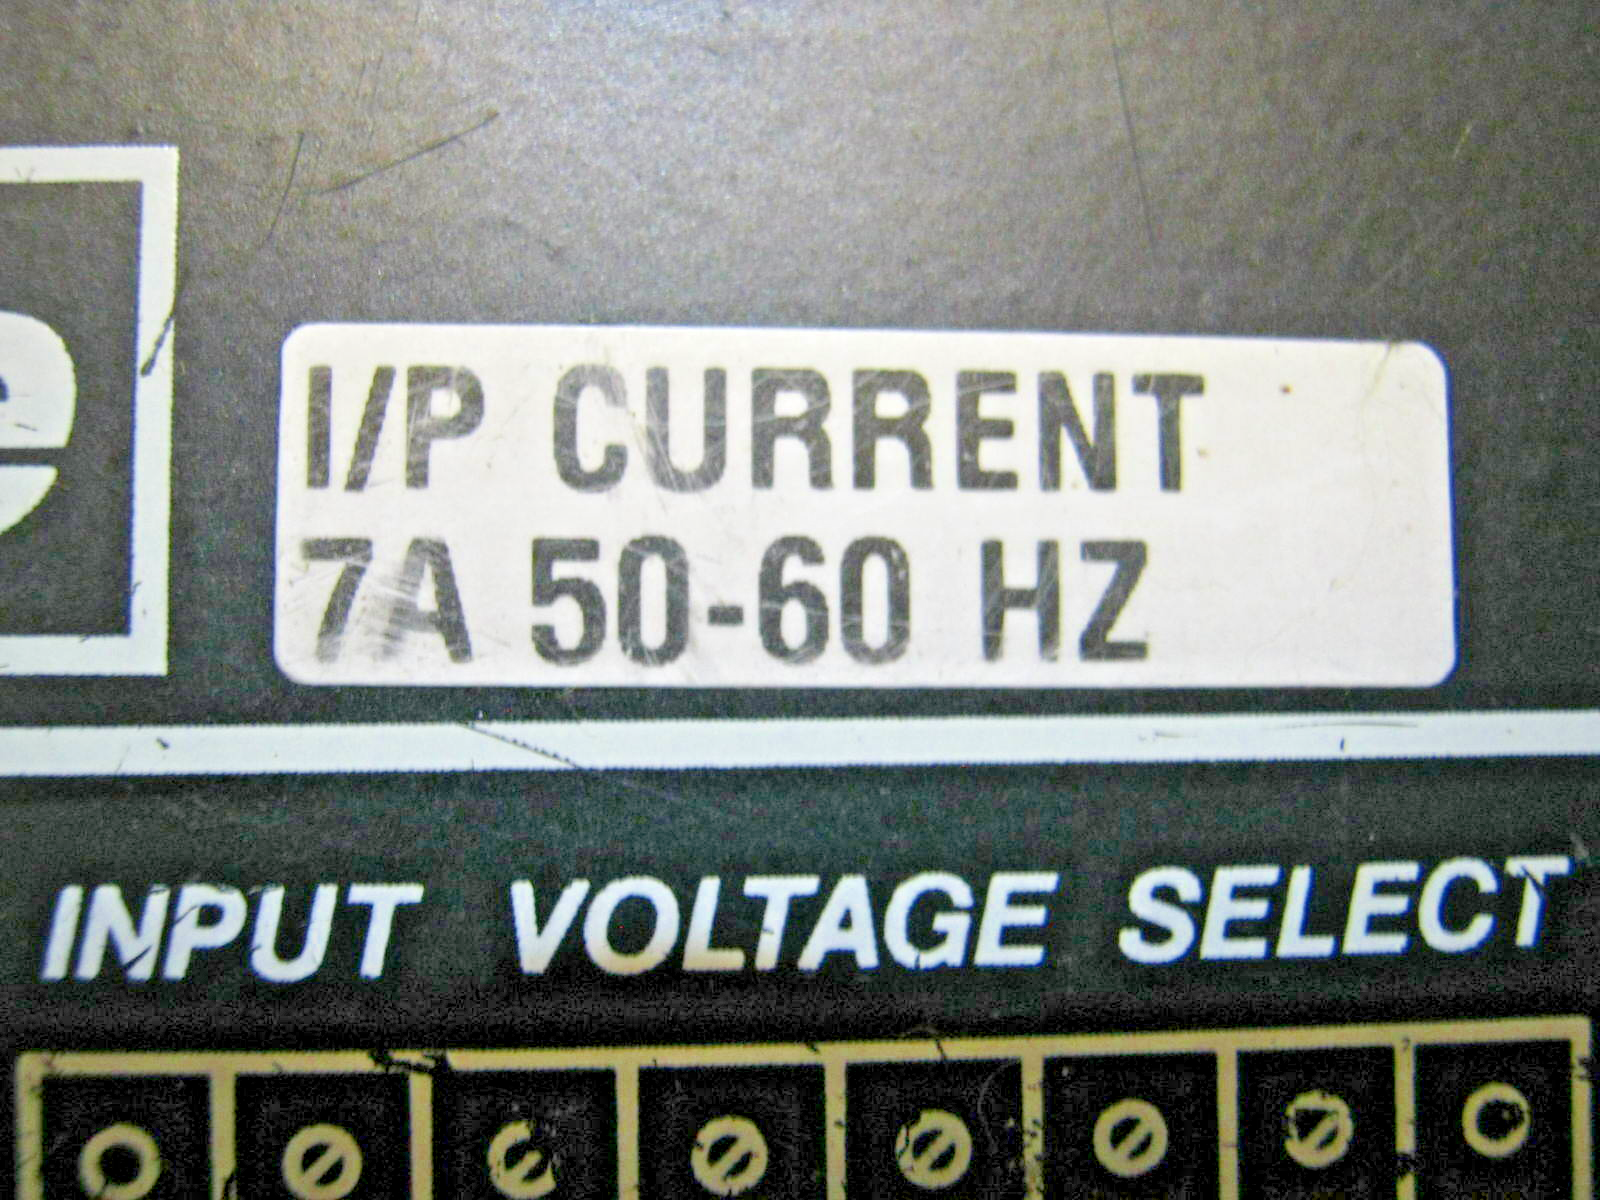 e
I/P CURRENT
7A 50-60 HZ
INPUT VOLTAGE SELECT